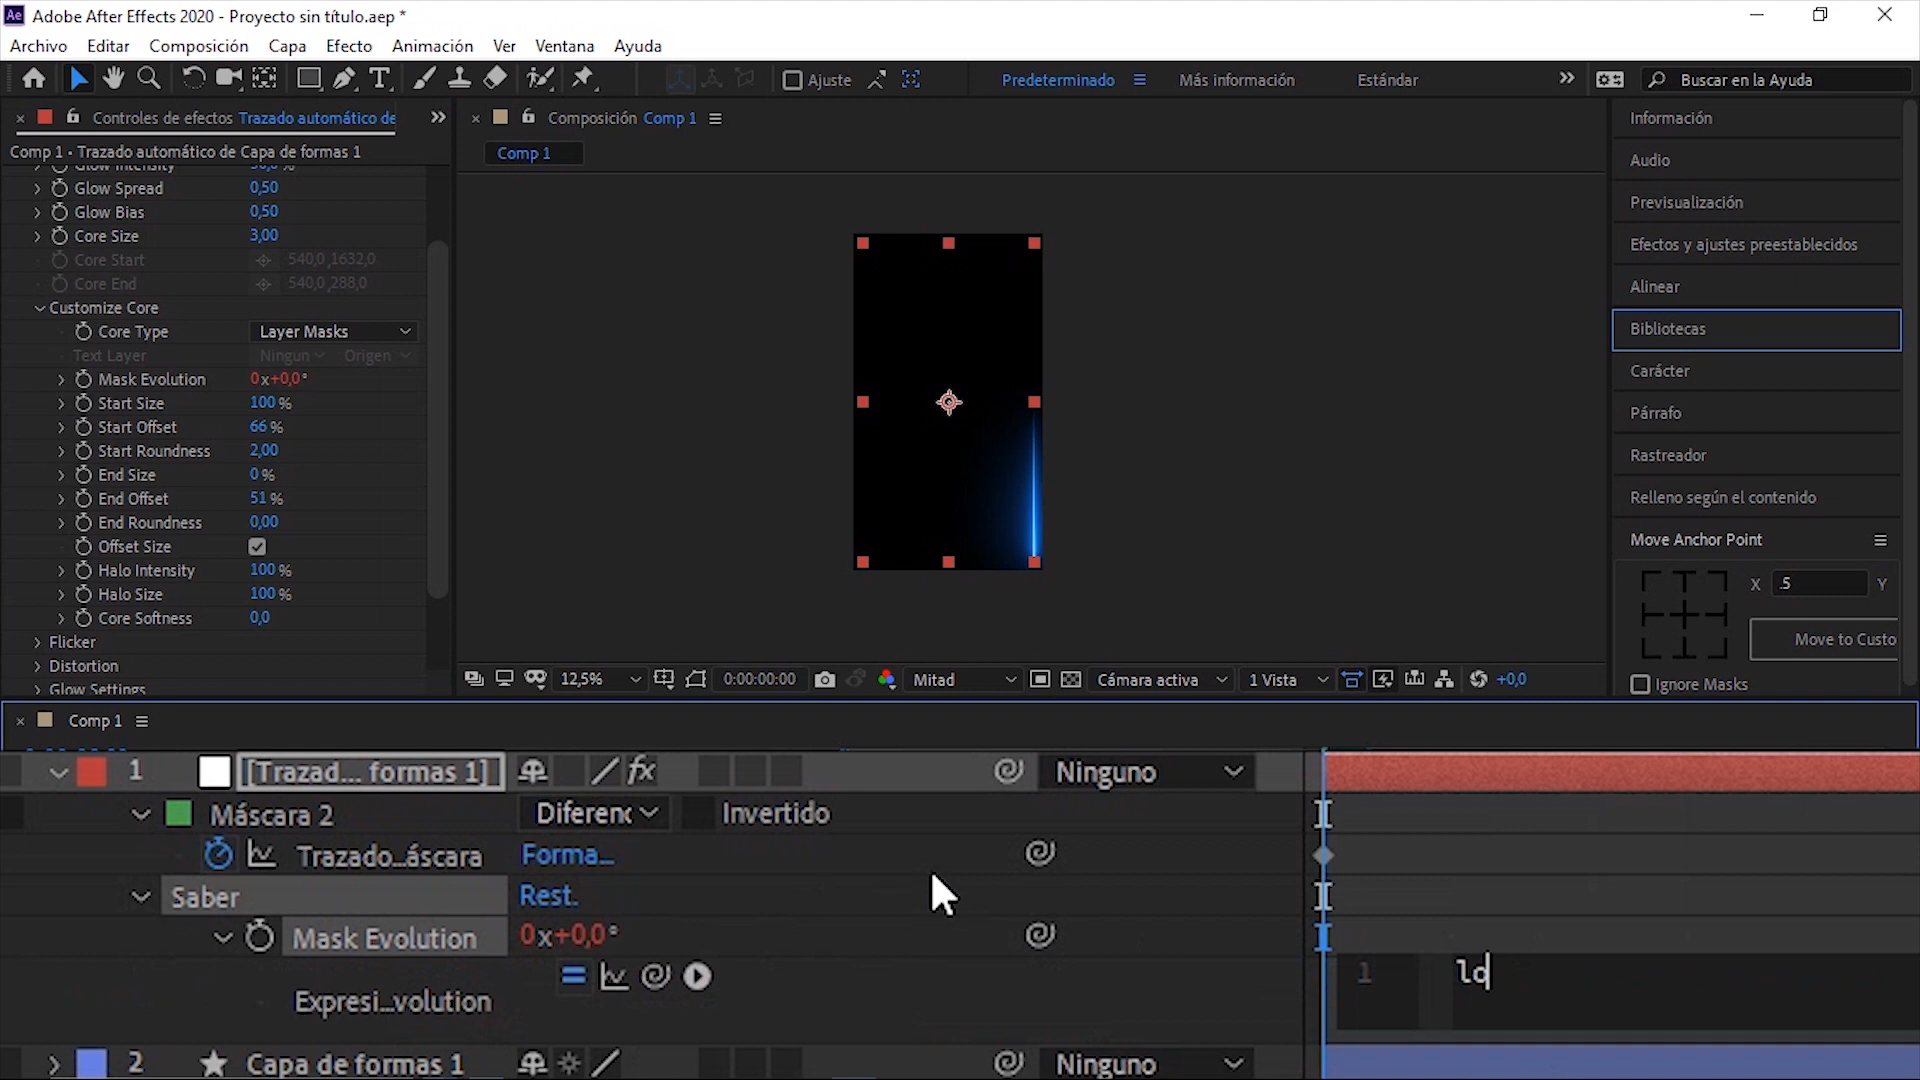 Ae Adobe After Effects 2020 - Proyecto sin título.aep *
Archivo Editar Composición Capa Efecto Animación Ver Ventana Ayuda
Ajuste Predeterminado Más información Estándar Buscar en la Ayuda
Controles de efectos Trazado automático de
Comp 1 • Trazado automático de Capa de formas 1
Glow Intensity
Glow Spread 0,50
Glow Bias 0,50
Core Size 3,00
Core Start 540,0,1632,0
Core End 540,0,288,0
Customize Core
Core Type Layer Masks
Text Layer Ningun Origen
Mask Evolution 0x+0,0°
Start Size 100 %
Start Offset 66 %
Start Roundness 2,00
End Size 0 %
End Offset 51 %
End Roundness 0,00
Offset Size
Halo Intensity 100 %
Halo Size 100 %
Core Softness 0,0
Flicker
Distortion
Glow Settings
Composición Comp 1
Comp 1
12,5% 0:00:00:00 Mitad Cámara activa 1 Vista +0,0
Información
Audio
Previsualización
Efectos y ajustes preestablecidos
Alinear
Bibliotecas
Carácter
Párrafo
Rastreador
Relleno según el contenido
Move Anchor Point
X .5 Y
Move to Custo
Ignore Masks
Comp 1
1 [Trazad... formas 1] fx Ninguno
Máscara 2 Diferenc Invertido
Trazado...áscara Forma...
Saber Rest.
Mask Evolution 0x+0,0°
1 lo
Expresi...volution
2 Capa de formas 1 Ninguno